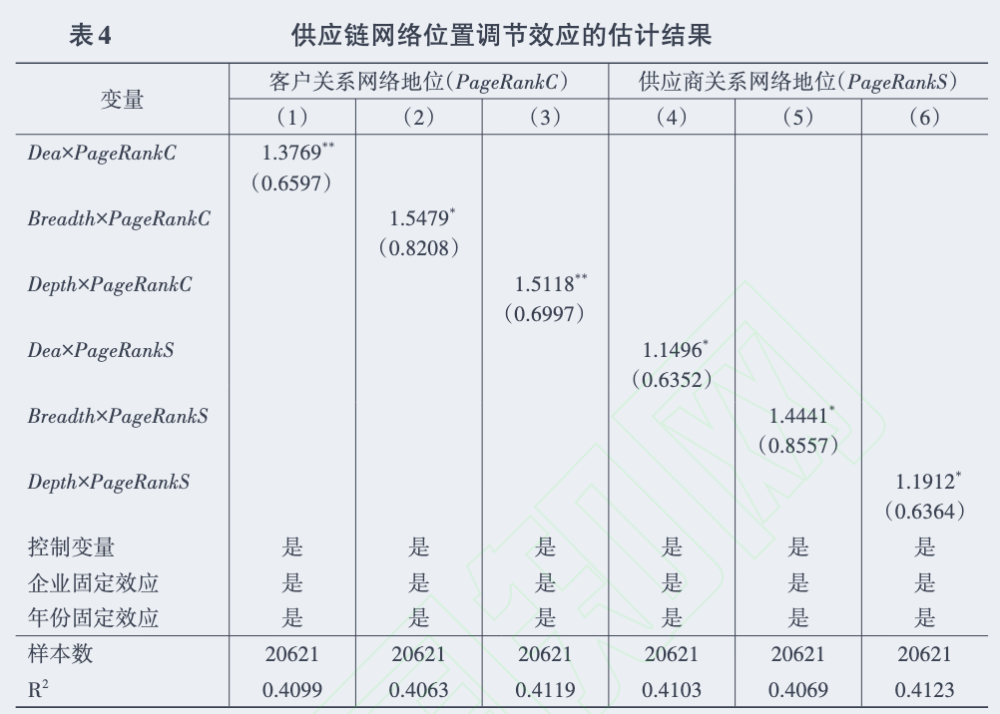 表4 供应链网络位置调节效应的估计结果
变量 客户关系网络地位(PageRankC) 供应商关系网络地位(PageRankS)
(1) (2) (3) (4) (5) (6)
Dea×PageRankC 1.3769**
(0.6597)
Breadth×PageRankC 1.5479*
(0.8208)
Depth×PageRankC 1.5118**
(0.6997)
Dea×PageRankS 1.1496*
(0.6352)
Breadth×PageRankS 1.4441*
(0.8557)
Depth×PageRankS 1.1912*
(0.6364)
控制变量 是 是 是 是 是 是
企业固定效应 是 是 是 是 是 是
年份固定效应 是 是 是 是 是 是
样本数 20621 20621 20621 20621 20621 20621
R² 0.4099 0.4063 0.4119 0.4103 0.4069 0.4123